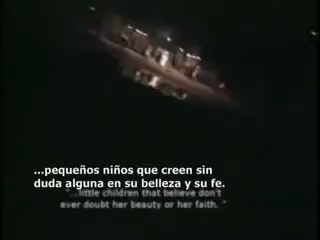 ...pequeños niños que creen sin
duda alguna en su belleza y su fe.
"...little children that believe don't
ever doubt her beauty or her faith. "